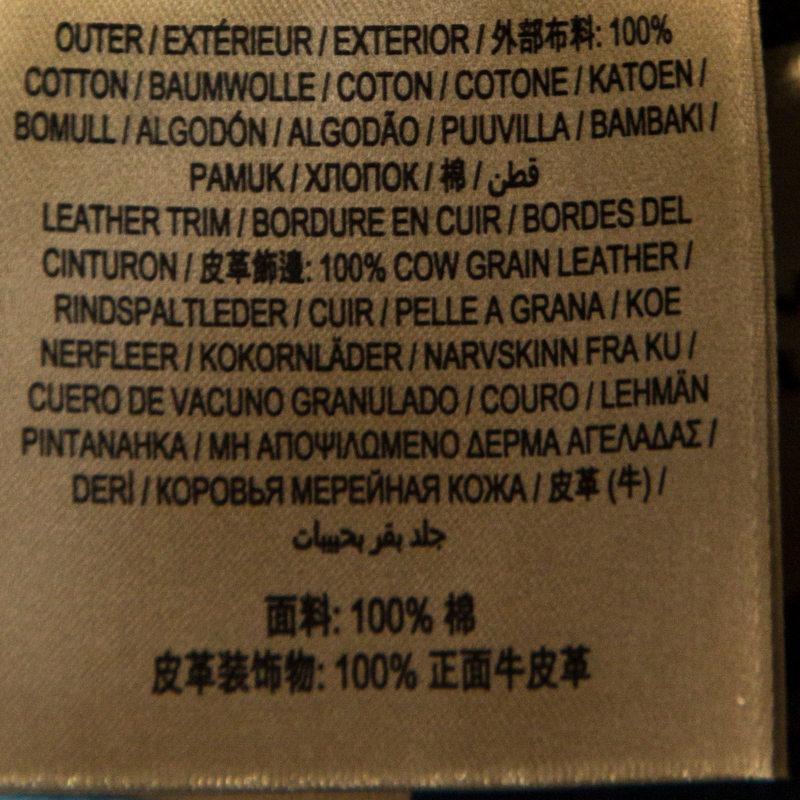 OUTER / EXTÉRIEUR / EXTERIOR / 外部布料: 100%
COTTON / BAUMWOLLE / COTON / COTONE / KATOEN /
BOMULL / ALGODÓN / ALGODÃO / PUUVILLA / BAMBAKI /
PAMUK / ХЛОПОК / 棉 / قطن
LEATHER TRIM / BORDURE EN CUIR / BORDES DEL
CINTURON / 皮革飾邊: 100% COW GRAIN LEATHER /
RINDSPALTLEDER / CUIR / PELLE A GRANA / KOE
NERFLEER / KOKORNLÄDER / NARVSKINN FRA KU /
CUERO DE VACUNO GRANULADO / COURO / LEHMÄN
PINTANAHKA / ΜΗ ΑΠΟΨΙΛΩΜΕΝΟ ΔΕΡΜΑ ΑΓΕΛΑΔΑΣ /
DERİ / КОРОВЬЯ МЕРЕЙНАЯ КОЖА / 皮革 (牛) /
جلد بقر بحبيبات
面料: 100% 棉
皮革装饰物: 100% 正面牛皮革